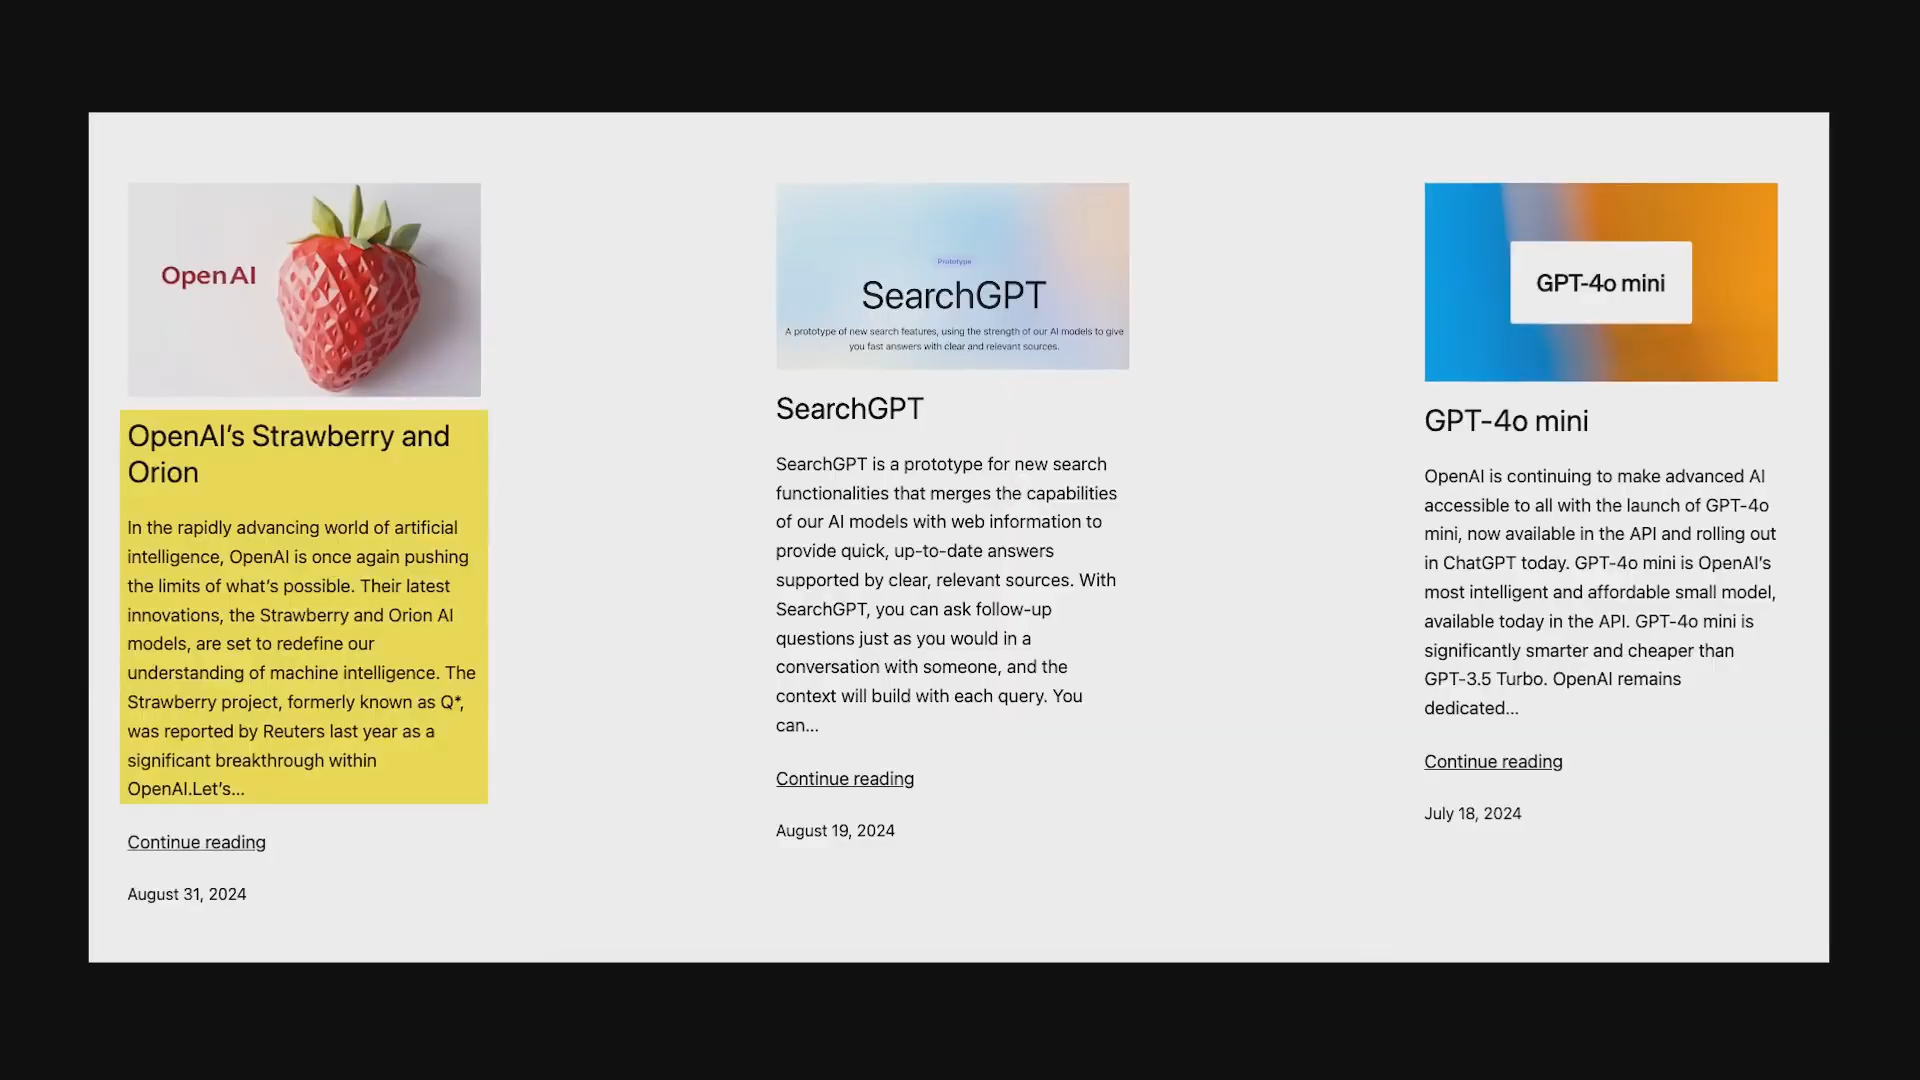 OpenAI
OpenAI’s Strawberry and
Orion
In the rapidly advancing world of artificial
intelligence, OpenAI is once again pushing
the limits of what’s possible. Their latest
innovations, the Strawberry and Orion AI
models, are set to redefine our
understanding of machine intelligence. The
Strawberry project, formerly known as Q*,
was reported by Reuters last year as a
significant breakthrough within
OpenAI.Let’s...
Continue reading
August 31, 2024
Prototype
SearchGPT
A prototype of new search features, using the strength of our AI models to give
you fast answers with clear and relevant sources.
SearchGPT
SearchGPT is a prototype for new search
functionalities that merges the capabilities
of our AI models with web information to
provide quick, up-to-date answers
supported by clear, relevant sources. With
SearchGPT, you can ask follow-up
questions just as you would in a
conversation with someone, and the
context will build with each query. You
can...
Continue reading
August 19, 2024
GPT-4o mini
GPT-4o mini
OpenAI is continuing to make advanced AI
accessible to all with the launch of GPT-4o
mini, now available in the API and rolling out
in ChatGPT today. GPT-4o mini is OpenAI’s
most intelligent and affordable small model,
available today in the API. GPT-4o mini is
significantly smarter and cheaper than
GPT-3.5 Turbo. OpenAI remains
dedicated...
Continue reading
July 18, 2024